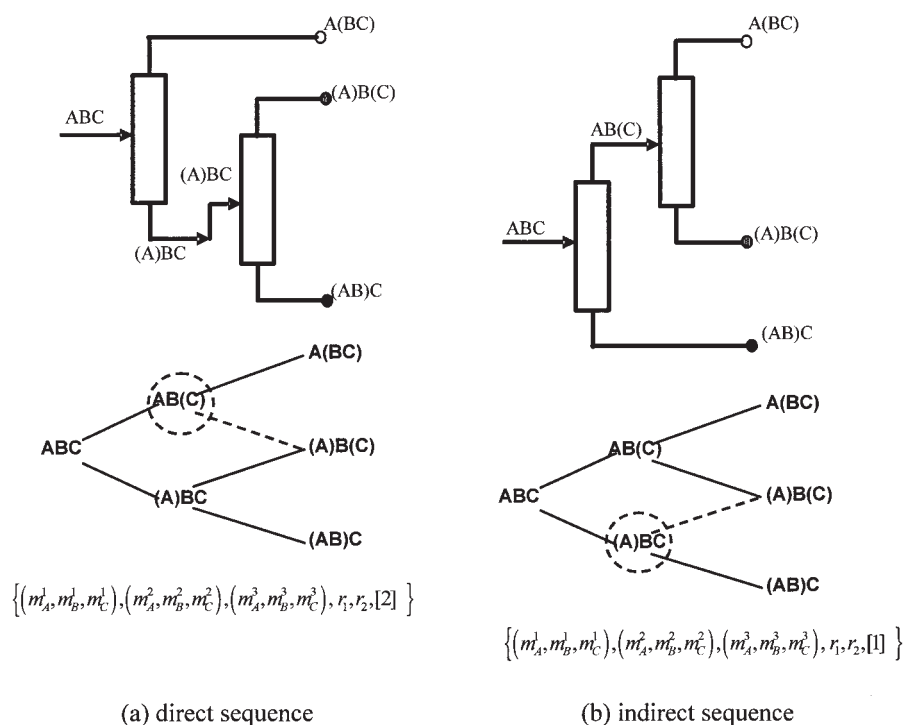 A(BC)
(A)B(C)
ABC
(A)BC
(A)BC
(AB)C
A(BC)
AB(C)
ABC
(A)B(C)
(AB)C
(A)BC
{(m_A^1, m_B^1, m_C^1), (m_A^2, m_B^2, m_C^2), (m_A^3, m_B^3, m_C^3), r_1, r_2, [2] }
(a) direct sequence
A(BC)
AB(C)
ABC
(A)B(C)
(AB)C
A(BC)
AB(C)
ABC
(A)B(C)
(A)BC
(AB)C
{(m_A^1, m_B^1, m_C^1), (m_A^2, m_B^2, m_C^2), (m_A^3, m_B^3, m_C^3), r_1, r_2, [1] }
(b) indirect sequence